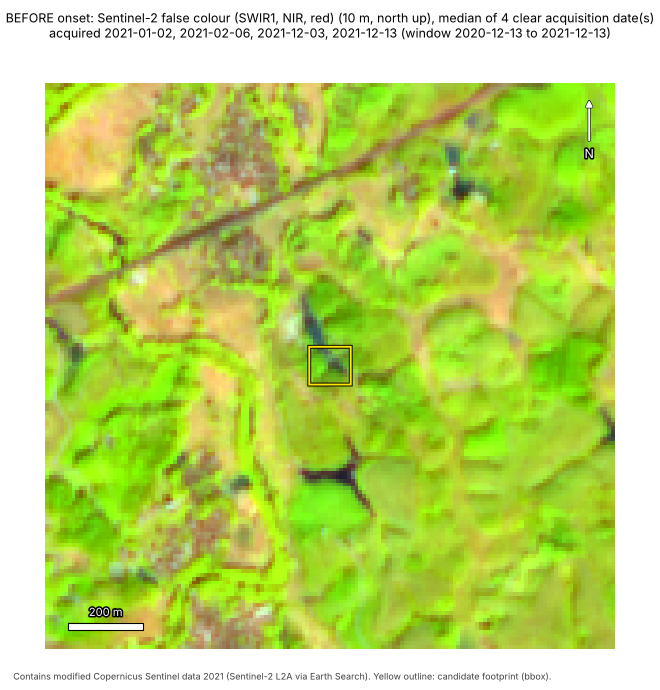 BEFORE onset: Sentinel-2 false colour (SWIR1, NIR, red) (10 m, north up), median of 4 clear acquisition date(s)
acquired 2021-01-02, 2021-02-06, 2021-12-03, 2021-12-13 (window 2020-12-13 to 2021-12-13)
N
200 m
Contains modified Copernicus Sentinel data 2021 (Sentinel-2 L2A via Earth Search). Yellow outline: candidate footprint (bbox).